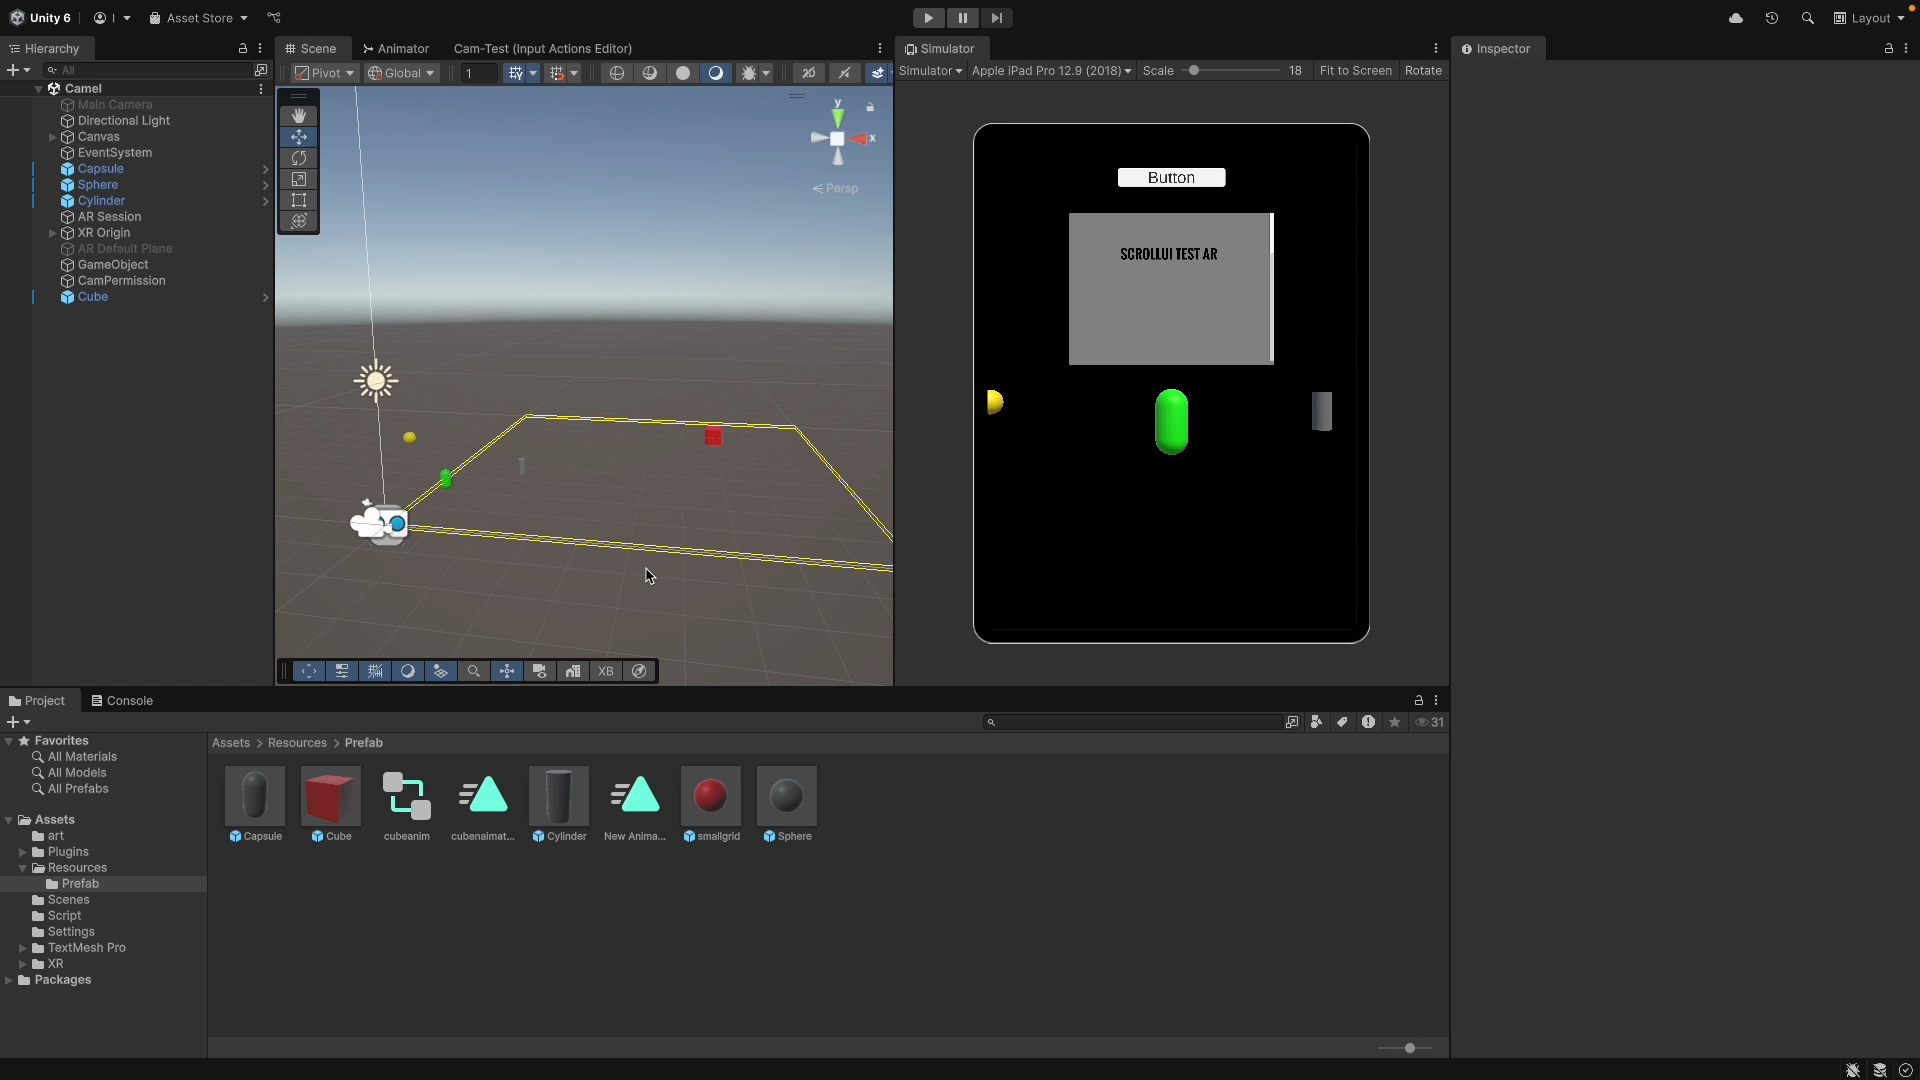 Unity 6
I
Asset Store
Layout
Hierarchy
Scene
Animator
Cam-Test (Input Actions Editor)
Simulator
Inspector
All
Pivot
Global
1
2D
Simulator
Apple iPad Pro 12.9 (2018)
Scale
18
Fit to Screen
Rotate
Camel
Main Camera
Directional Light
Canvas
EventSystem
Capsule
Sphere
Cylinder
AR Session
XR Origin
AR Default Plane
GameObject
CamPermission
Cube
y
x
Persp
Button
SCROLLUI TEST AR
XB
Project
Console
31
Favorites
All Materials
All Models
All Prefabs
Assets
art
Plugins
Resources
Prefab
Scenes
Script
Settings
TextMesh Pro
XR
Packages
Assets > Resources > Prefab
Capsule
Cube
cubeanim
cubenaimat...
Cylinder
New Anima...
smallgrid
Sphere